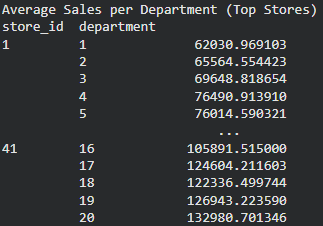 Average Sales per Department (Top Stores)
store_id  department
1         1              62030.969103
          2              65564.554423
          3              69648.818654
          4              76490.913910
          5              76014.590321
                             ...
41        16            105891.515000
          17            124604.211603
          18            122336.499744
          19            126943.223590
          20            132980.701346